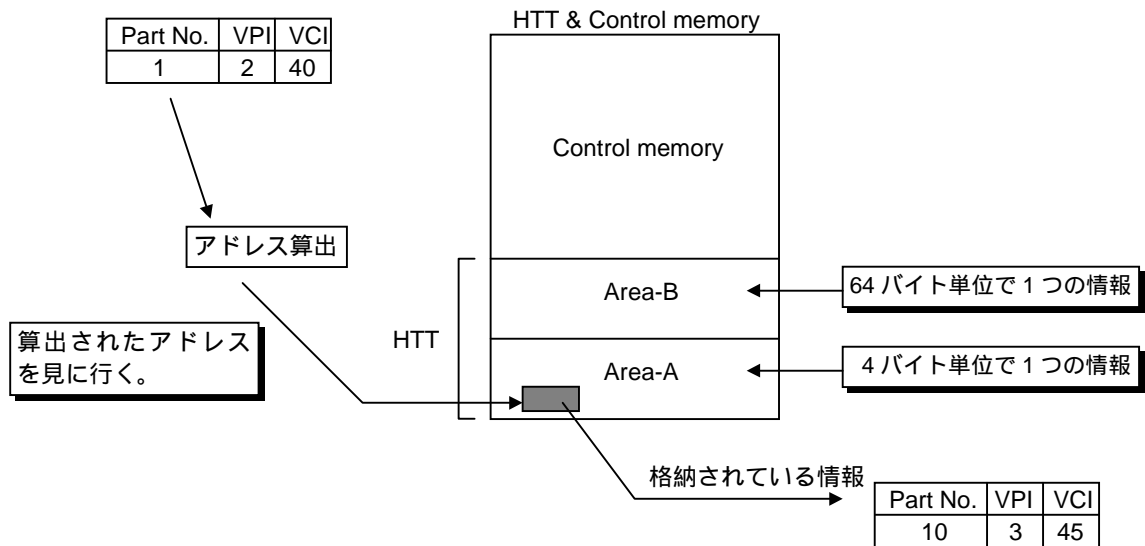 HTT & Control memory
Part No. VPI VCI
1 2 40
Control memory
アドレス算出
Area-B
64 バイト単位で 1 つの情報
HTT
算出されたアドレス
を見に行く。
Area-A
4 バイト単位で 1 つの情報
格納されている情報
Part No. VPI VCI
10 3 45